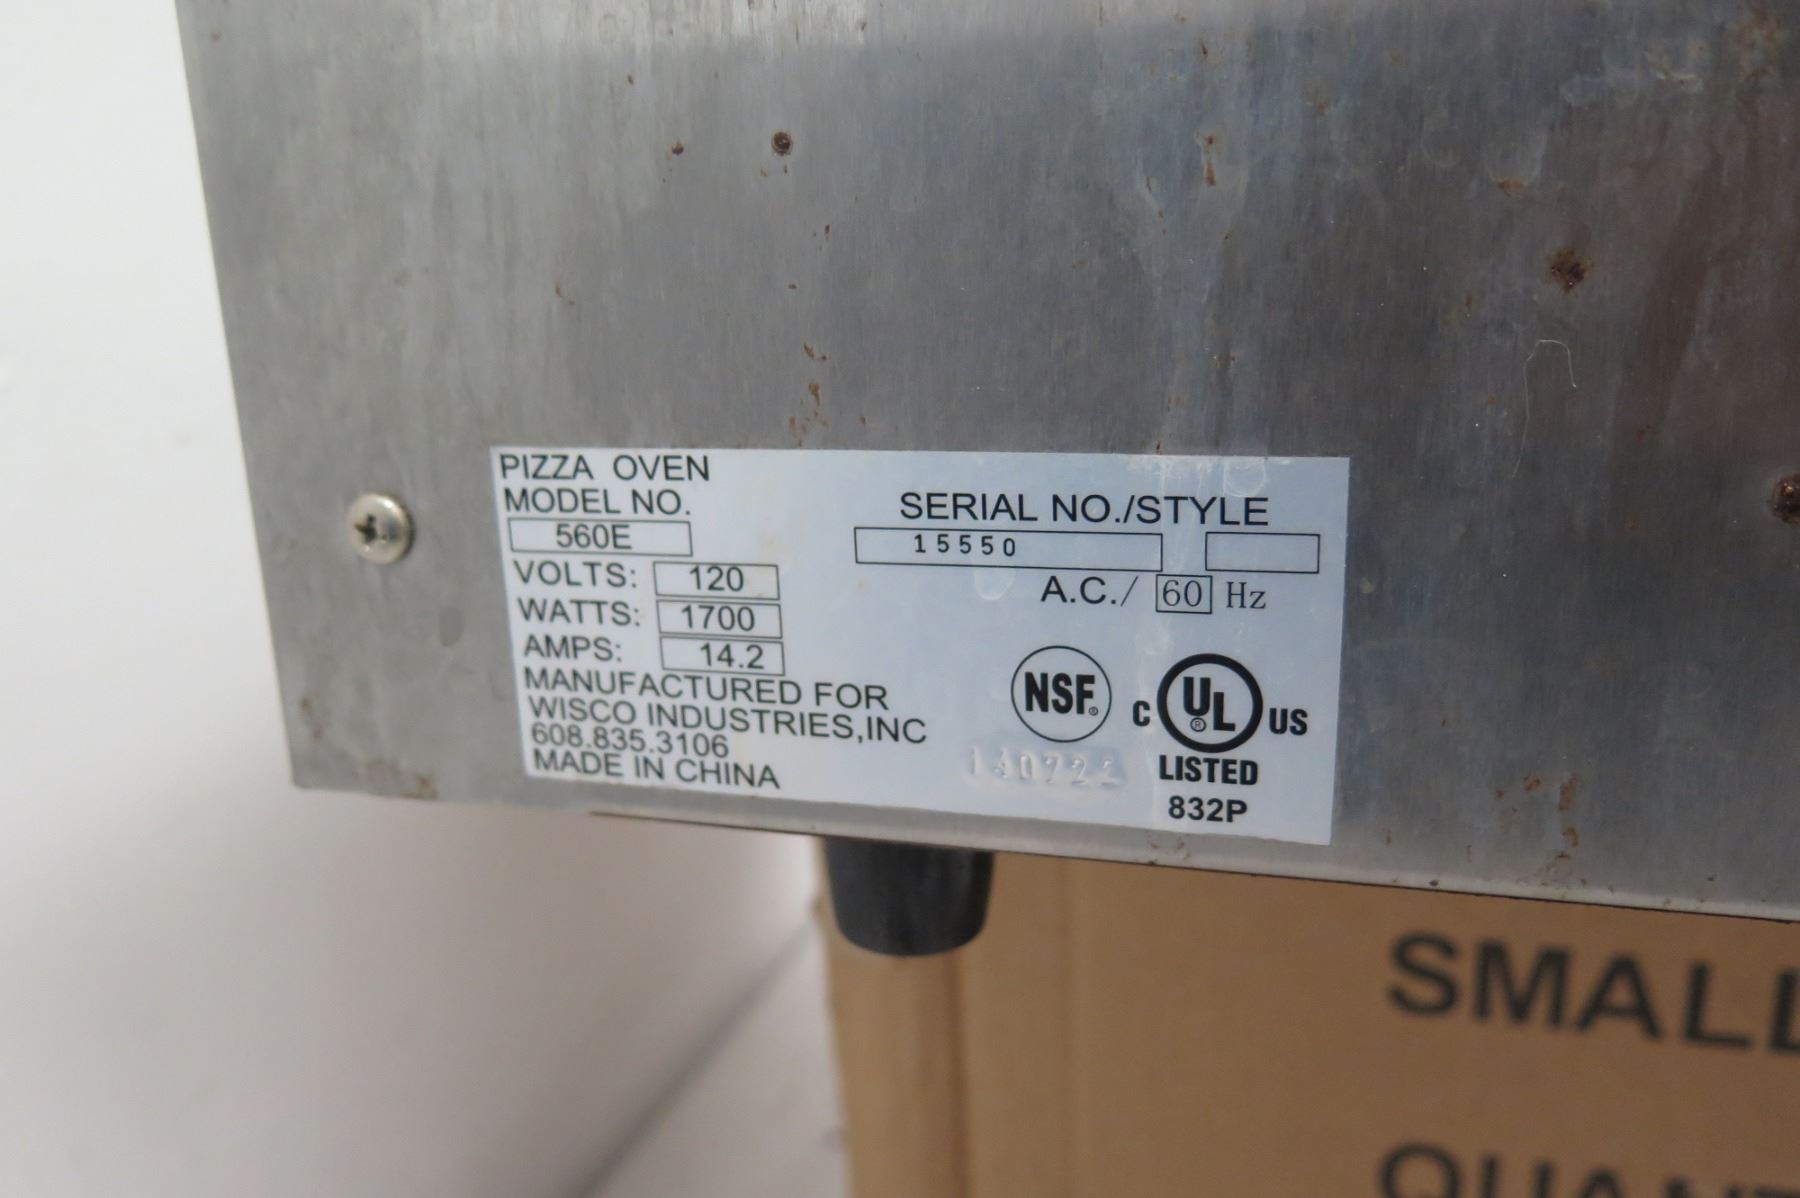 PIZZA OVEN
MODEL NO.
560E
VOLTS: 120
WATTS: 1700
AMPS: 14.2
MANUFACTURED FOR
WISCO INDUSTRIES,INC
608.835.3106
MADE IN CHINA
SERIAL NO./STYLE
15550
A.C./ 60 Hz
NSF®
C UL® US
LISTED
832P
SMALL